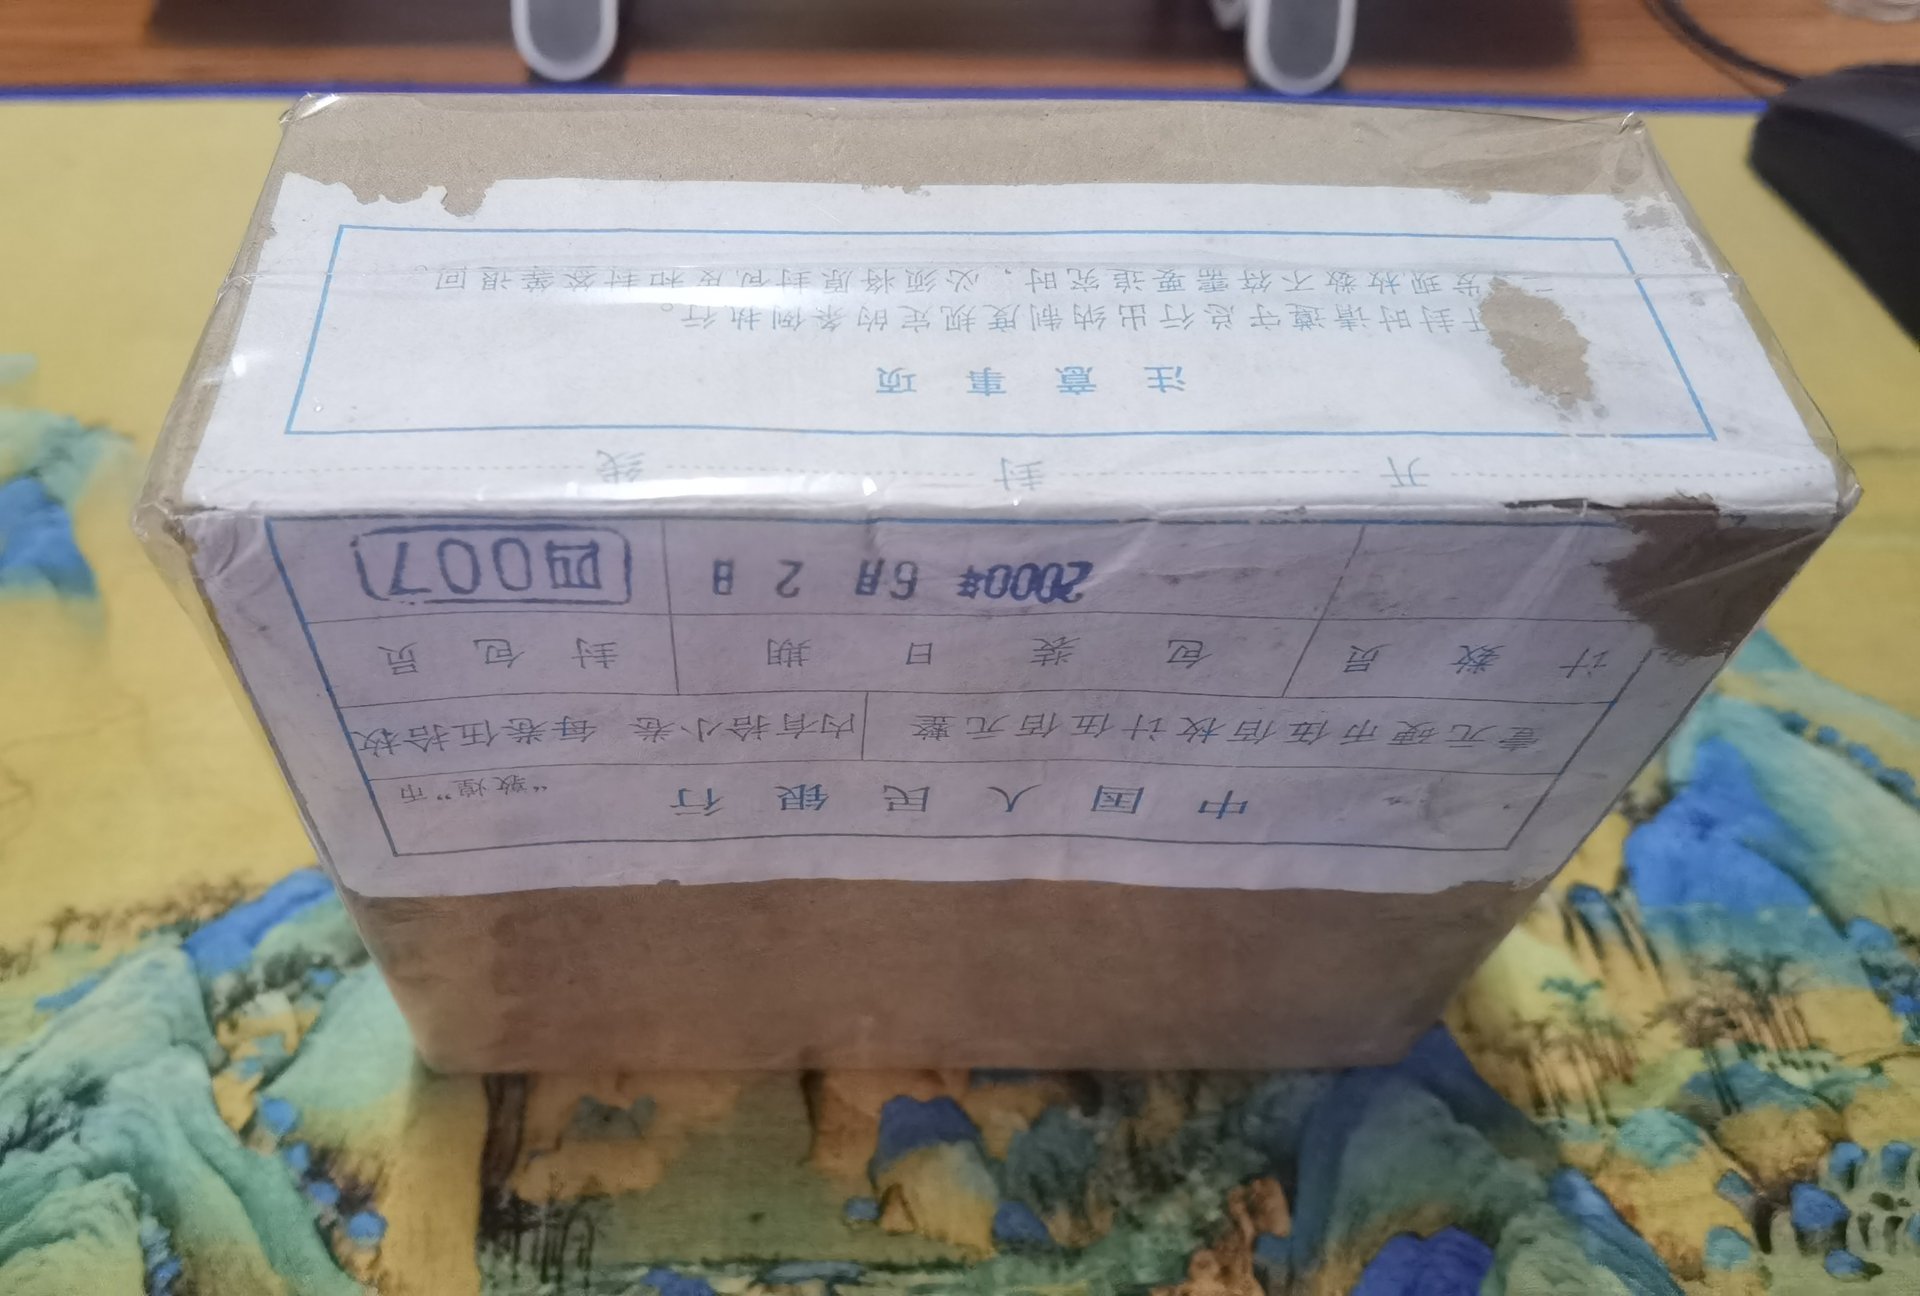 中国人民银行
“敦煌”币
壹元硬币伍佰枚计伍佰元整 内有拾小卷 每卷伍拾枚
计数员 包装日期 封包员
2000年 6月 2日 四007
开封线
注意事项
开封时请遵守总行出纳制度规定的条例执行。
发现枚数不符需要追究时，必须将原封包皮和封签等退回。